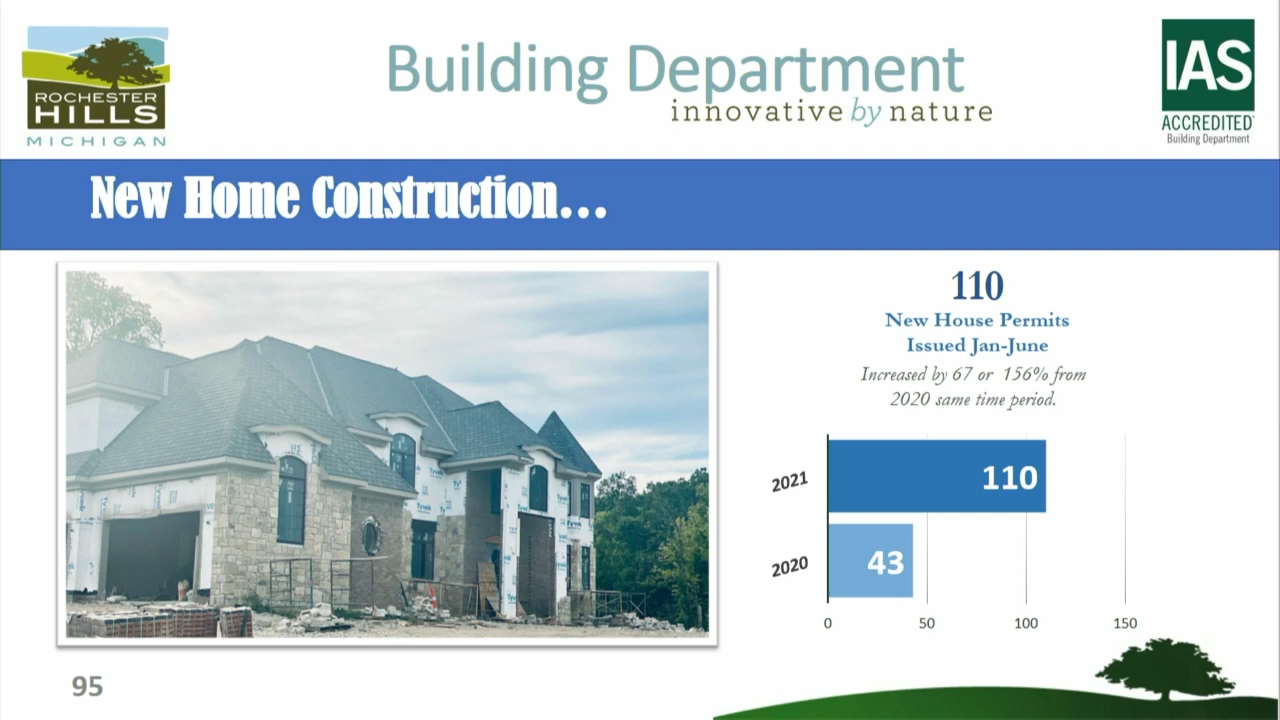 ROCHESTER
HILLS
MICHIGAN
Building Department
innovative by nature
IAS
ACCREDITED
Building Department
New Home Construction...
110
New House Permits
Issued Jan-June
Increased by 67 or 156% from
2020 same time period.
2021
110
2020
43
0 50 100 150
Tyvek
Tyvek
95